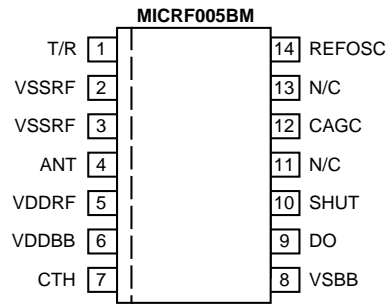 MICRF005BM
T/R 1 14 REFOSC
VSSRF 2 13 N/C
VSSRF 3 12 CAGC
ANT 4 11 N/C
VDDRF 5 10 SHUT
VDDBB 6 9 DO
CTH 7 8 VSBB